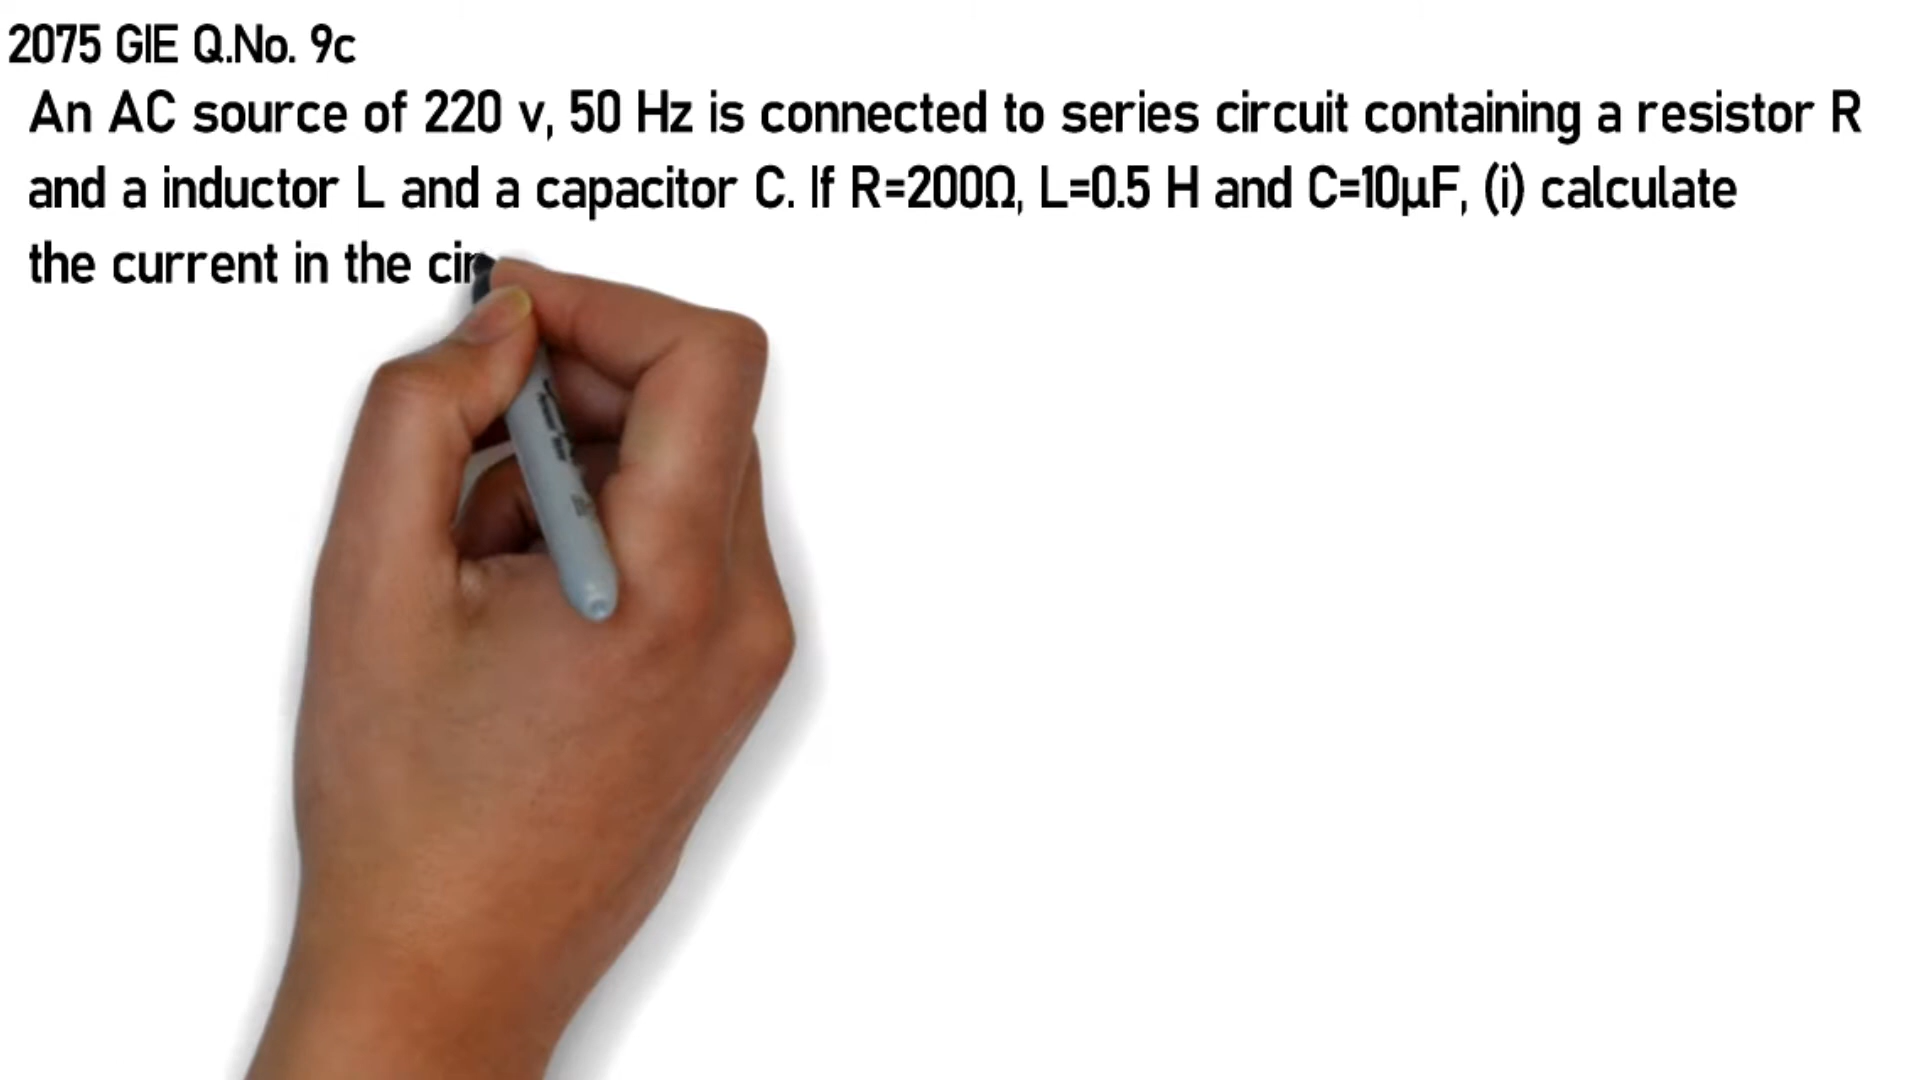 2075 GIE Q.No. 9c
An AC source of 220 v, 50 Hz is connected to series circuit containing a resistor R
and a inductor L and a capacitor C. If R=200Ω, L=0.5 H and C=10µF, (i) calculate
the current in the cir